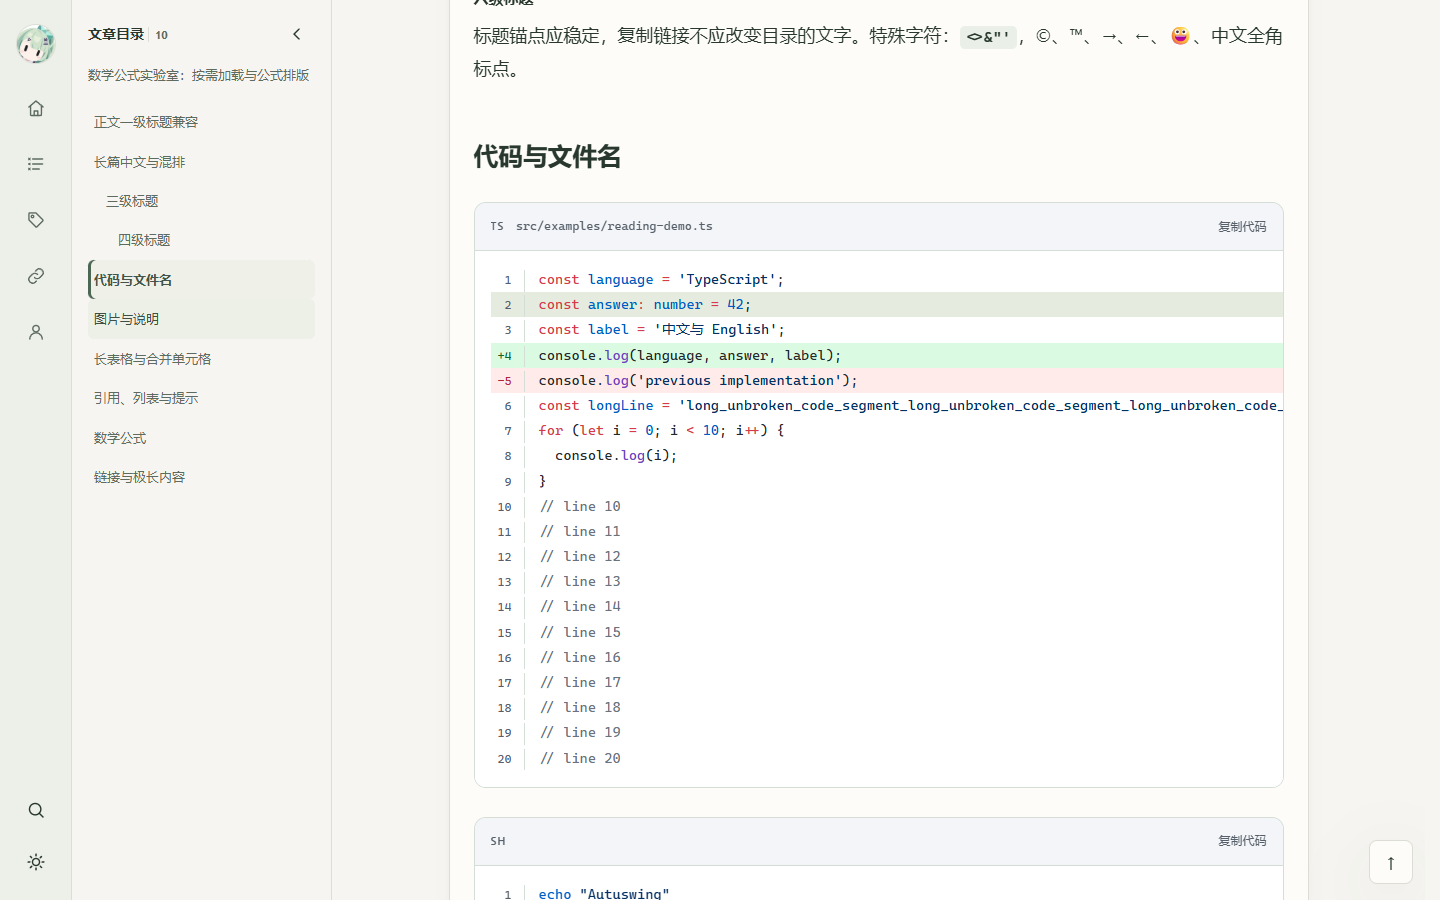 文章目录 10
数学公式实验室：按需加载与公式排版
正文一级标题兼容
长篇中文与混排
三级标题
四级标题
代码与文件名
图片与说明
长表格与合并单元格
引用、列表与提示
数学公式
链接与极长内容
六级标题
标题锚点应稳定，复制链接不应改变目录的文字。特殊字符：<>&"'，©、™、→、←、😀、中文全角
标点。
代码与文件名
TS src/examples/reading-demo.ts 复制代码
1 const language = 'TypeScript';
2 const answer: number = 42;
3 const label = '中文与 English';
+4 console.log(language, answer, label);
-5 console.log('previous implementation');
6 const longLine = 'long_unbroken_code_segment_long_unbroken_code_segment_long_unbroken_code_
7 for (let i = 0; i < 10; i++) {
8 console.log(i);
9 }
10 // line 10
11 // line 11
12 // line 12
13 // line 13
14 // line 14
15 // line 15
16 // line 16
17 // line 17
18 // line 18
19 // line 19
20 // line 20
SH 复制代码
1 echo "Autuswing"
↑